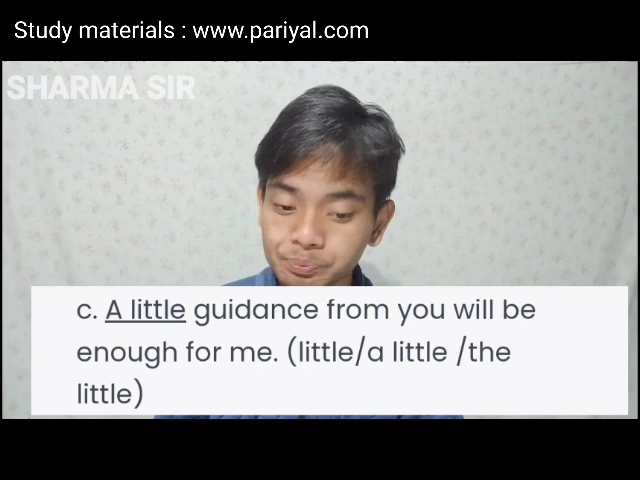 Study materials : www.pariyal.com
SHARMA SIR
c. A little guidance from you will be
enough for me. (little/a little /the
little)